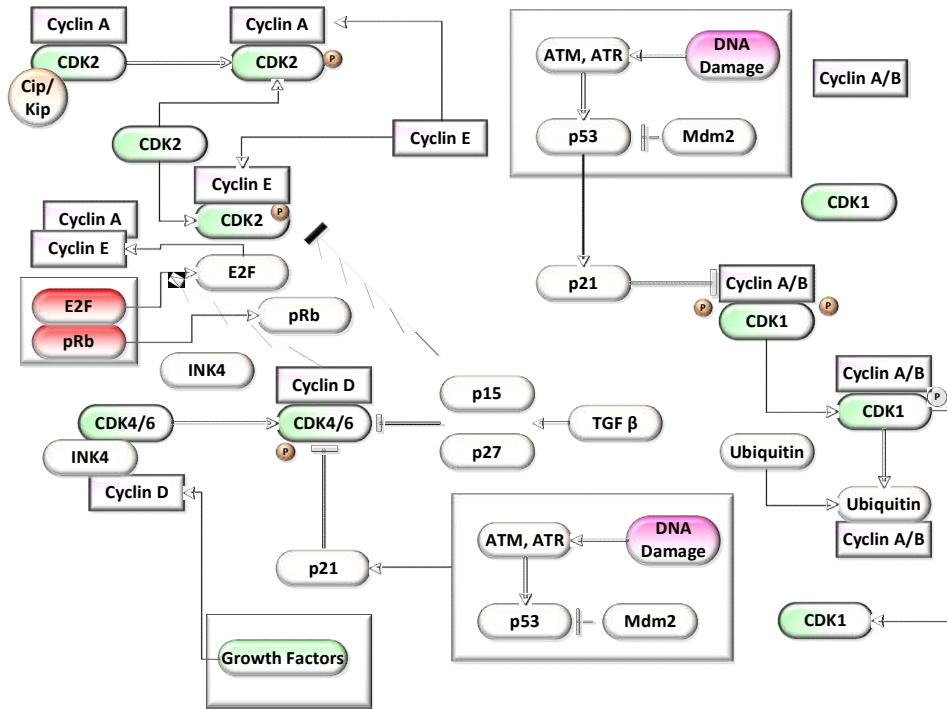 Cyclin A
CDK2
Cip/
Kip
Cyclin A
CDK2
P
CDK2
Cyclin E
Cyclin E
CDK2
P
Cyclin A
Cyclin E
E2F
E2F
pRb
pRb
INK4
Cyclin D
CDK4/6
P
CDK4/6
INK4
Cyclin D
p15
p27
TGF β
p21
Growth Factors
ATM, ATR
DNA
Damage
p53
Mdm2
p21
ATM, ATR
DNA
Damage
p53
Mdm2
Cyclin A/B
CDK1
Cyclin A/B
P
P
CDK1
Cyclin A/B
CDK1
P
Ubiquitin
Ubiquitin
Cyclin A/B
CDK1